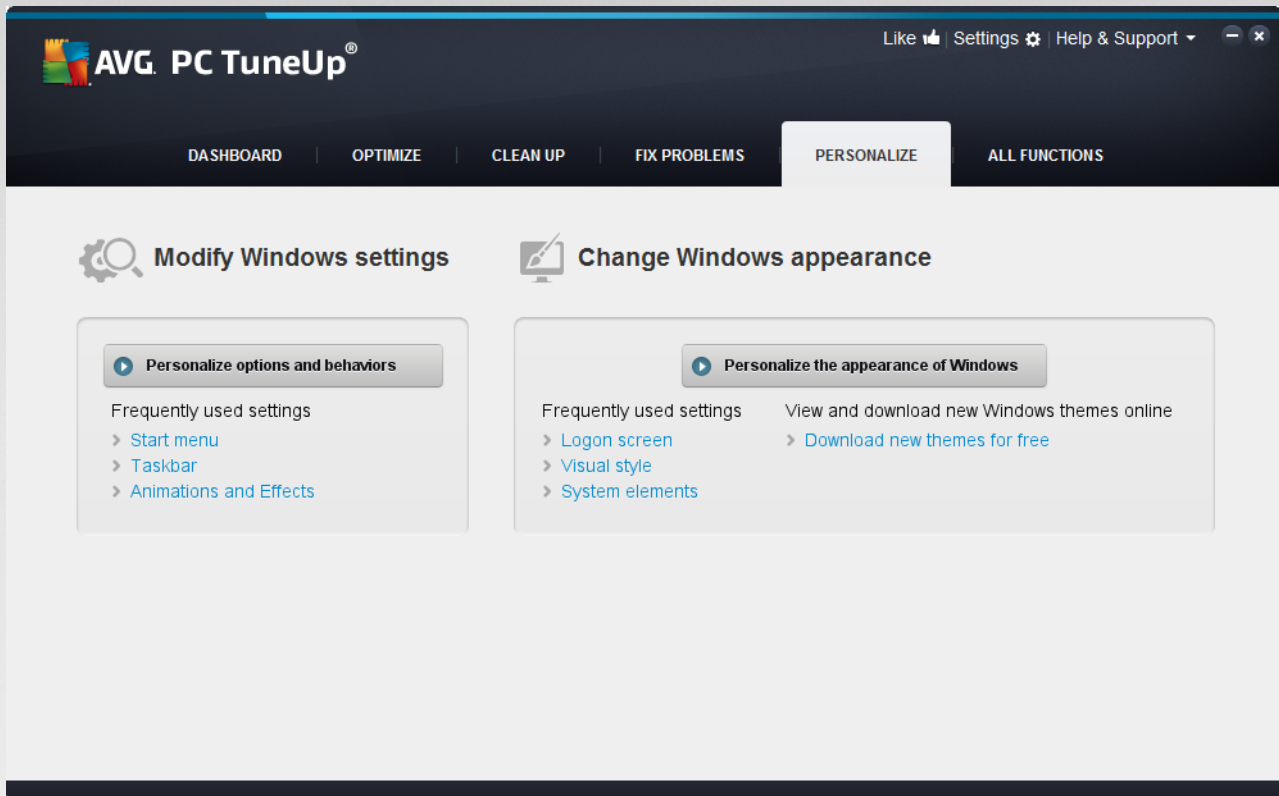 Like | Settings | Help & Support
AVG. PC TuneUp®
DASHBOARD | OPTIMIZE | CLEAN UP | FIX PROBLEMS | PERSONALIZE | ALL FUNCTIONS
Modify Windows settings
Personalize options and behaviors
Frequently used settings
Start menu
Taskbar
Animations and Effects
Change Windows appearance
Personalize the appearance of Windows
Frequently used settings
Logon screen
Visual style
System elements
View and download new Windows themes online
Download new themes for free